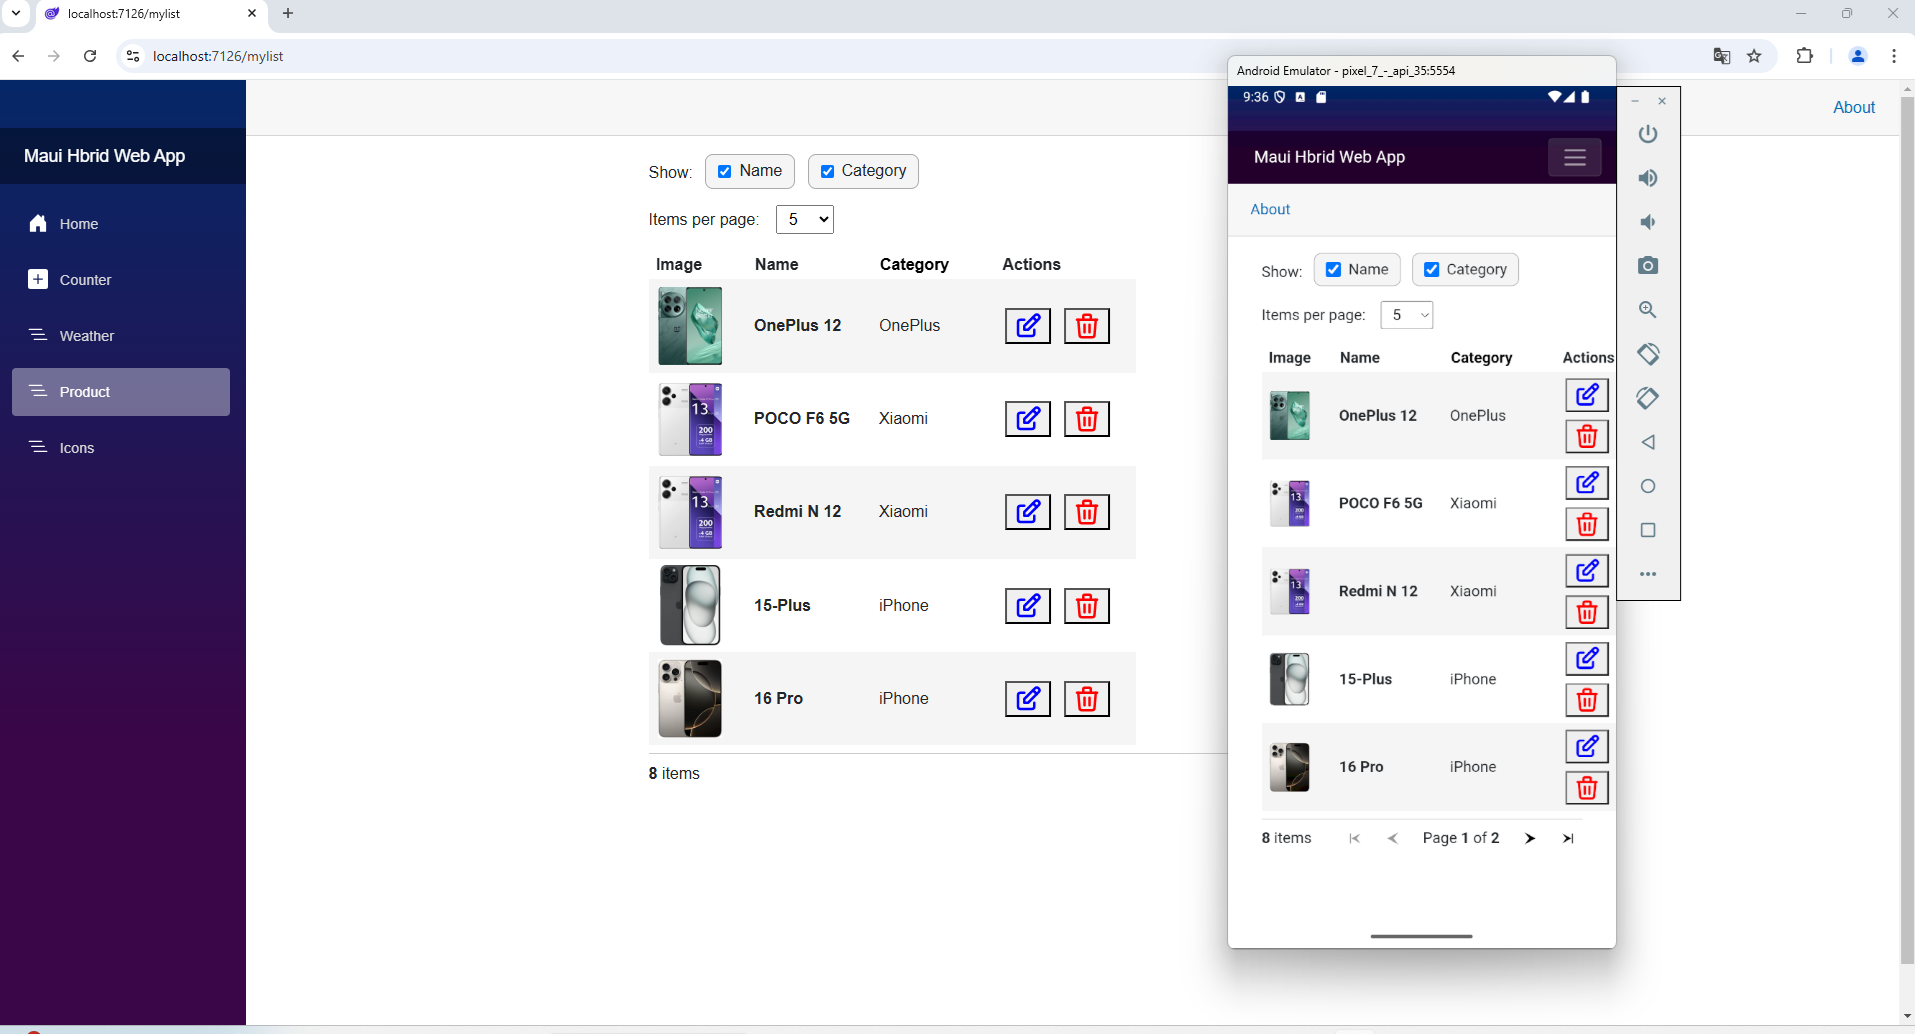 localhost:7126/mylist
localhost:7126/mylist
Maui Hbrid Web App
Home
Counter
Weather
Product
Icons
About
Show: Name Category
Items per page: 5
Image Name Category Actions
OnePlus 12 OnePlus
POCO F6 5G Xiaomi
Redmi N 12 Xiaomi
15-Plus iPhone
16 Pro iPhone
8 items
Android Emulator - pixel_7_-_api_35:5554
9:36
Maui Hbrid Web App
About
Show: Name Category
Items per page: 5
Image Name Category Actions
OnePlus 12 OnePlus
POCO F6 5G Xiaomi
Redmi N 12 Xiaomi
15-Plus iPhone
16 Pro iPhone
8 items Page 1 of 2